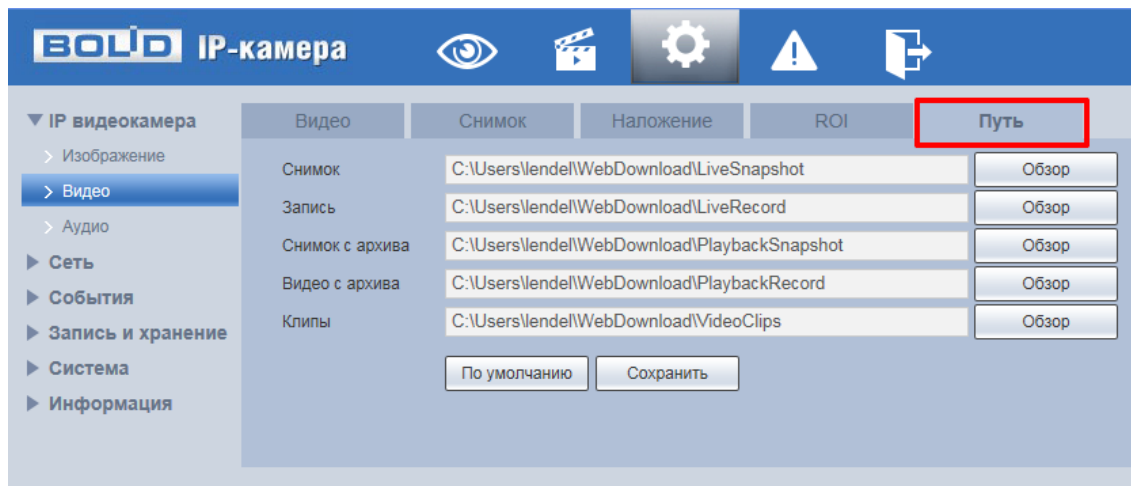 BOLID IP-камера
IP видеокамера
Изображение
Видео
Аудио
Сеть
События
Запись и хранение
Система
Информация
Видео Снимок Наложение ROI Путь
Снимок C:\Users\lendel\WebDownload\LiveSnapshot Обзор
Запись C:\Users\lendel\WebDownload\LiveRecord Обзор
Снимок с архива C:\Users\lendel\WebDownload\PlaybackSnapshot Обзор
Видео с архива C:\Users\lendel\WebDownload\PlaybackRecord Обзор
Клипы C:\Users\lendel\WebDownload\VideoClips Обзор
По умолчанию Сохранить